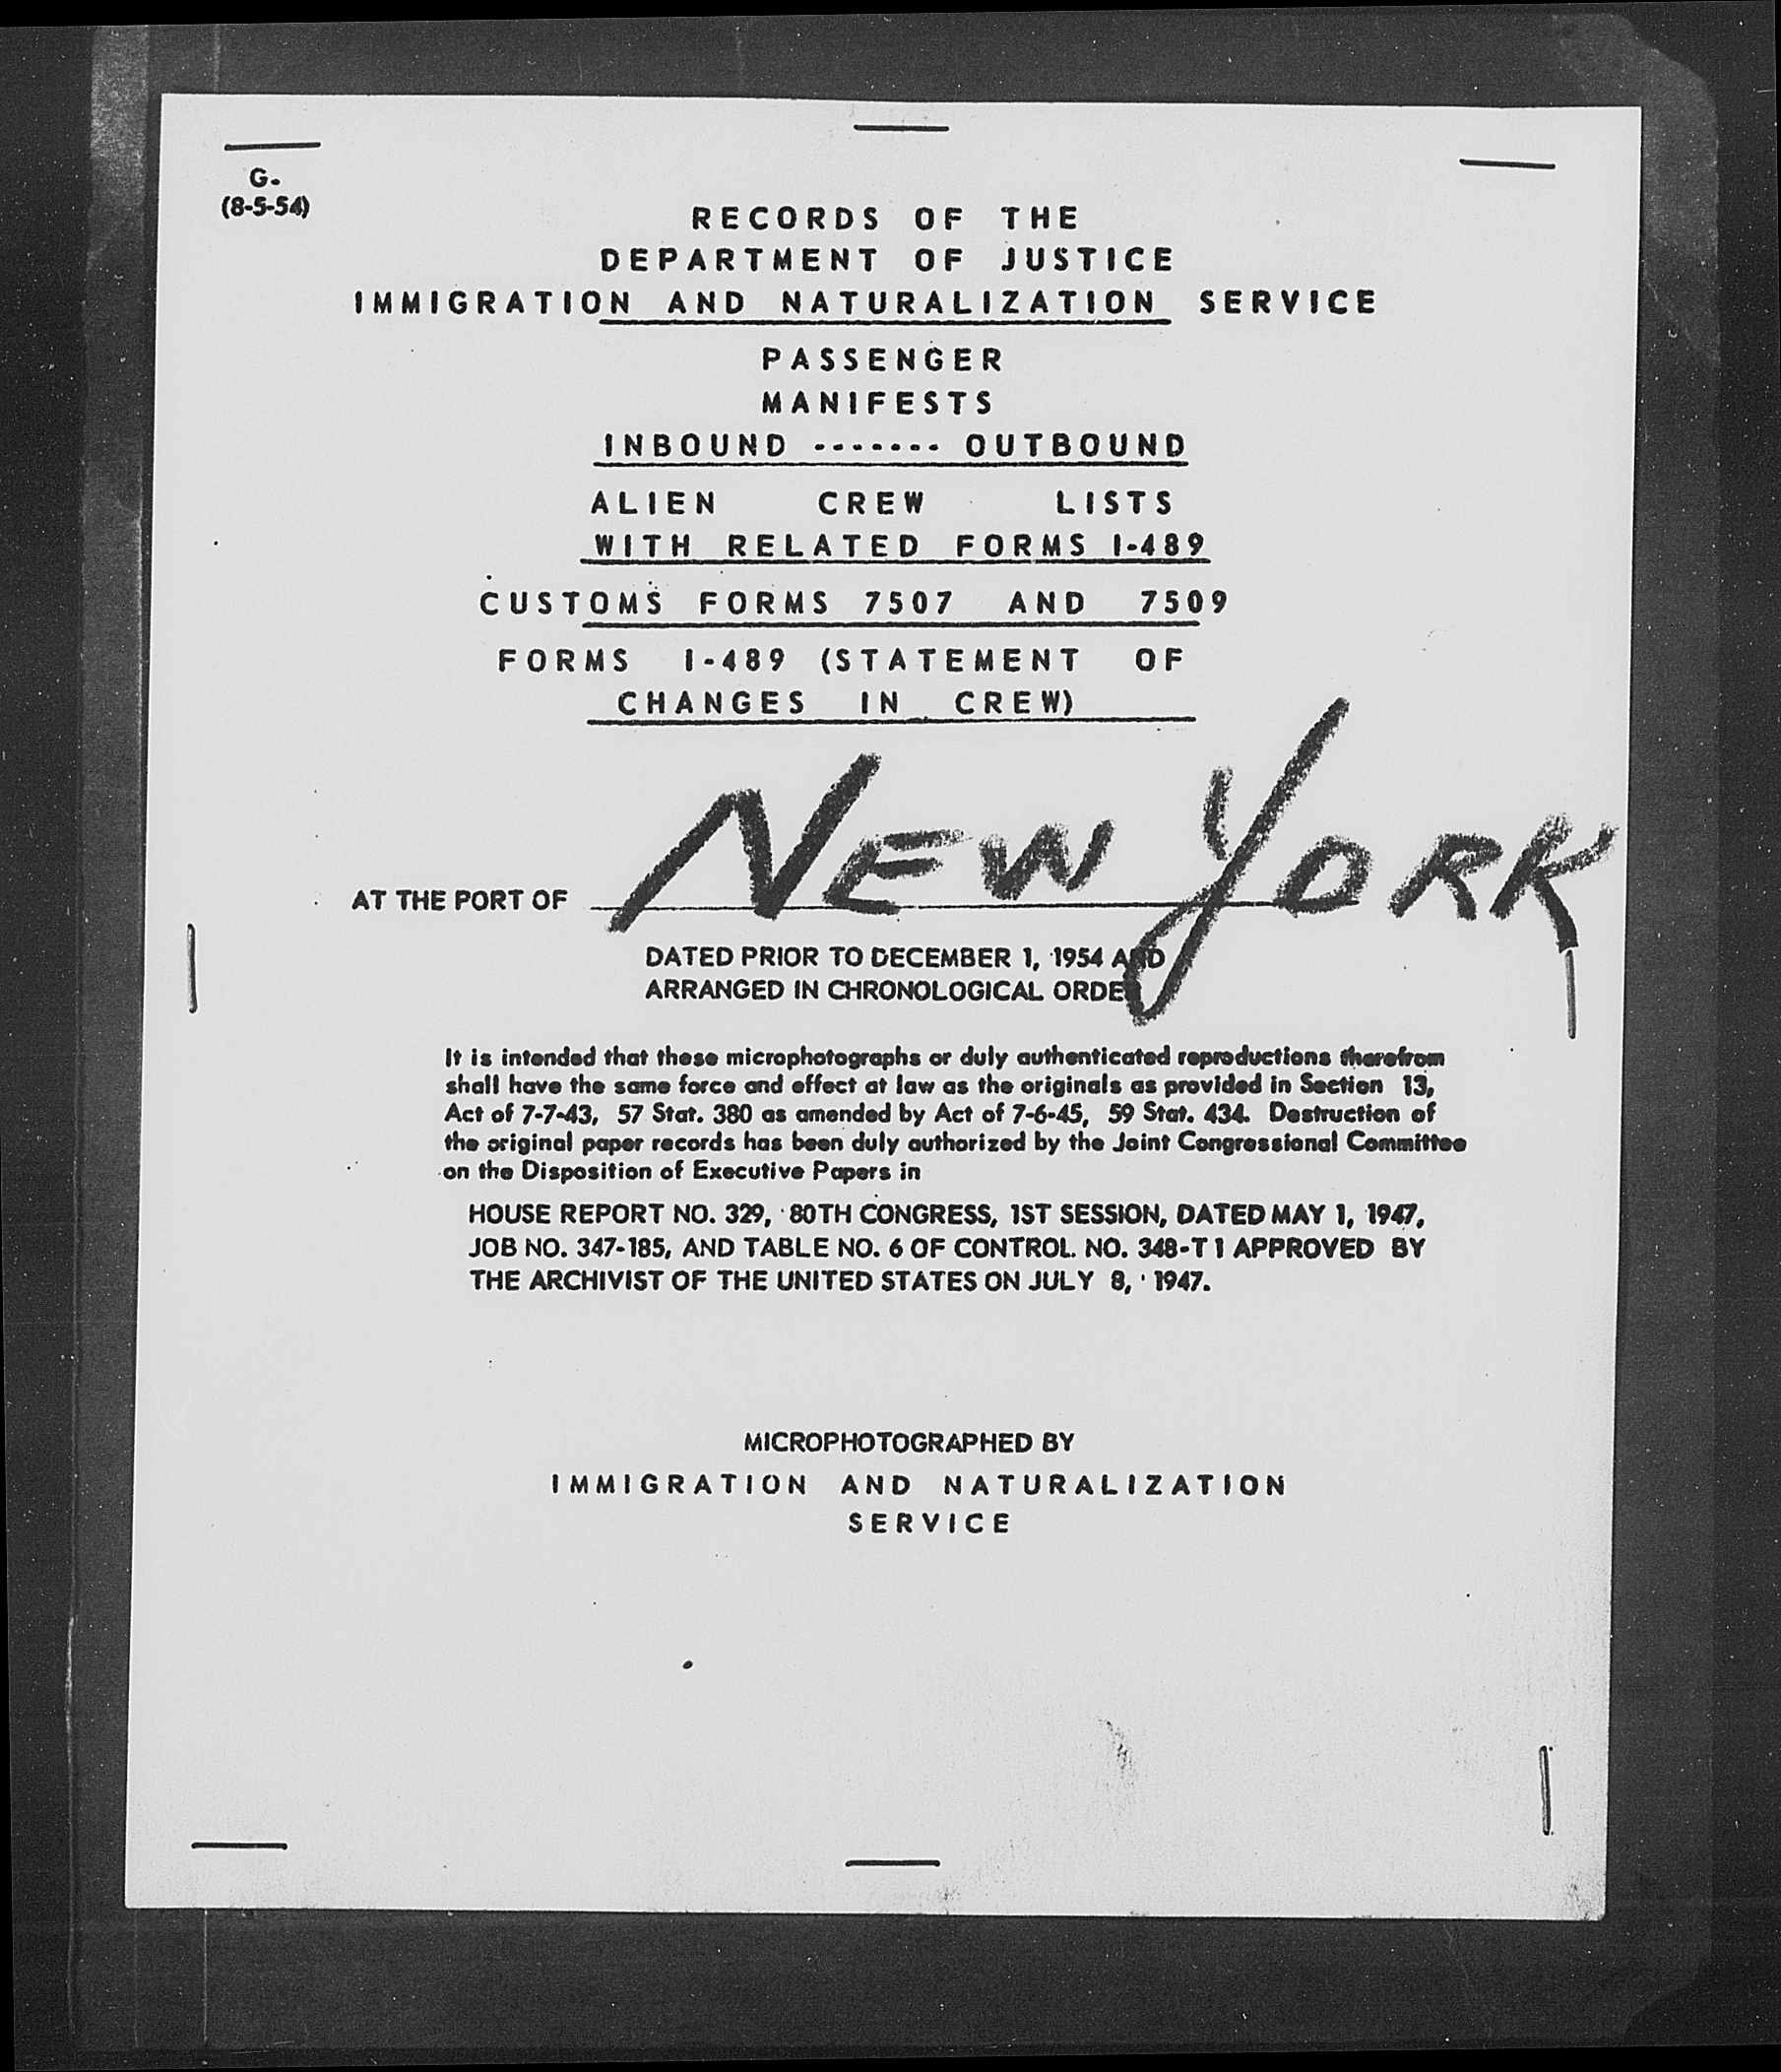 G.
(8-5-54)
RECORDS OF THE
DEPARTMENT OF JUSTICE
IMMIGRATION AND NATURALIZATION SERVICE
PASSENGER
MANIFESTS
INBOUND ------- OUTBOUND
ALIEN CREW LISTS
WITH RELATED FORMS I-489
CUSTOMS FORMS 7507 AND 7509
FORMS I-489 (STATEMENT OF
CHANGES IN CREW)
AT THE PORT OF NEW YORK
DATED PRIOR TO DECEMBER 1, 1954 AND
ARRANGED IN CHRONOLOGICAL ORDER
It is intended that these microphotographs or duly authenticated reproductions therefrom
shall have the same force and effect at law as the originals as provided in Section 13,
Act of 7-7-43, 57 Stat. 380 as amended by Act of 7-6-45, 59 Stat. 434. Destruction of
the original paper records has been duly authorized by the Joint Congressional Committee
on the Disposition of Executive Papers in
HOUSE REPORT NO. 329, 80TH CONGRESS, 1ST SESSION, DATED MAY 1, 1947,
JOB NO. 347-185, AND TABLE NO. 6 OF CONTROL. NO. 348-T1 APPROVED BY
THE ARCHIVIST OF THE UNITED STATES ON JULY 8, 1947.
MICROPHOTOGRAPHED BY
IMMIGRATION AND NATURALIZATION
SERVICE